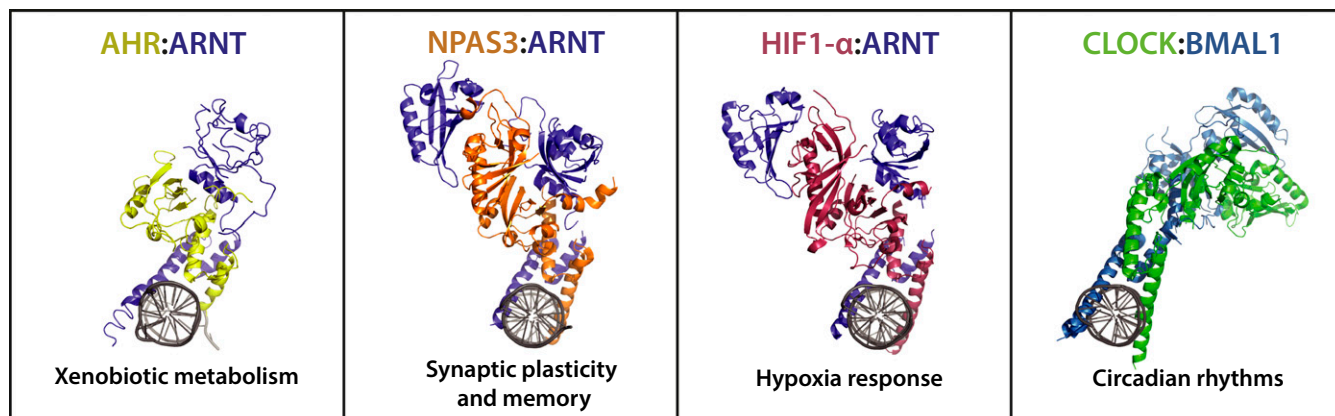 AHR:ARNT
NPAS3:ARNT
HIF1-α:ARNT
CLOCK:BMAL1
Xenobiotic metabolism
Synaptic plasticity
and memory
Hypoxia response
Circadian rhythms